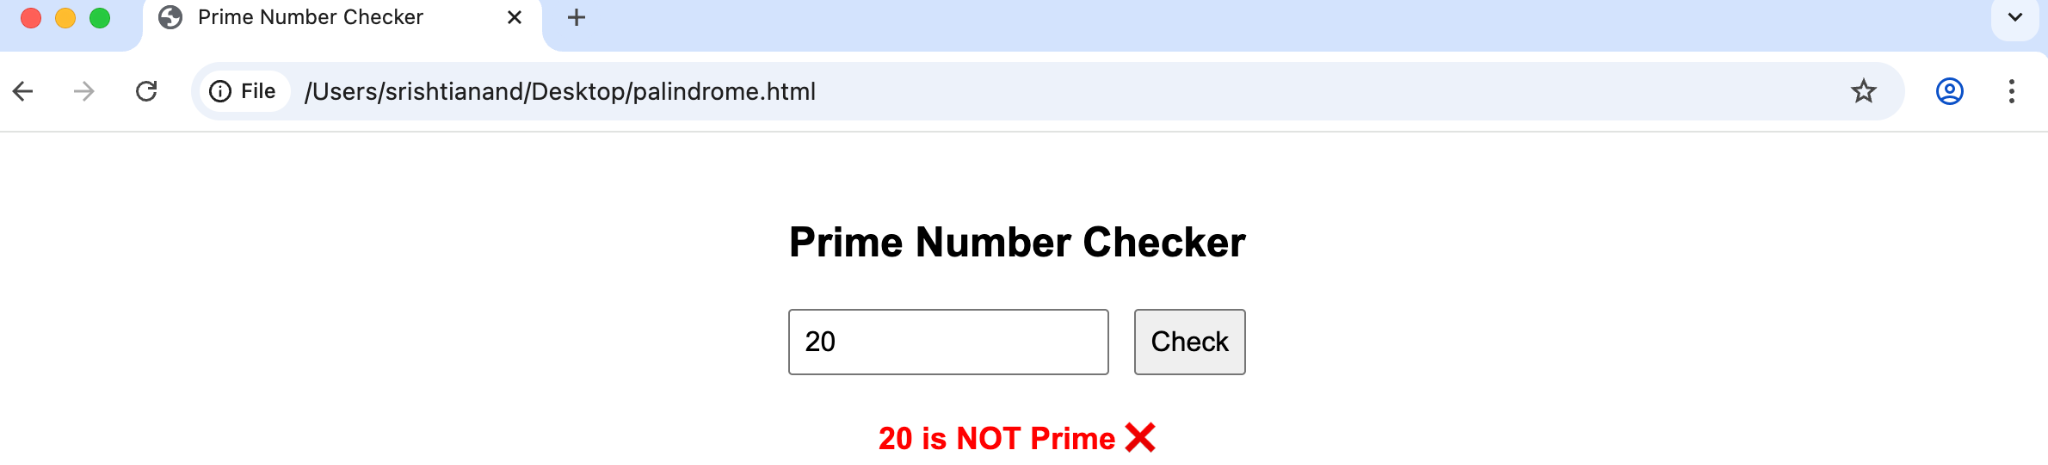 Prime Number Checker
File /Users/srishtianand/Desktop/palindrome.html
Prime Number Checker
20 Check
20 is NOT Prime ❌